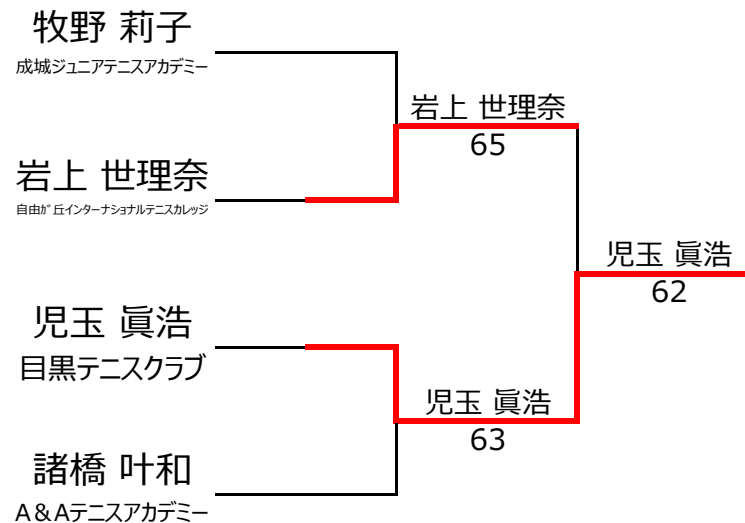 牧野 莉子
成城ジュニアテニスアカデミー
岩上 世理奈
65
岩上 世理奈
自由が丘インターナショナルテニスカレッジ
児玉 眞浩
62
児玉 眞浩
目黒テニスクラブ
児玉 眞浩
63
諸橋 叶和
A&Aテニスアカデミー